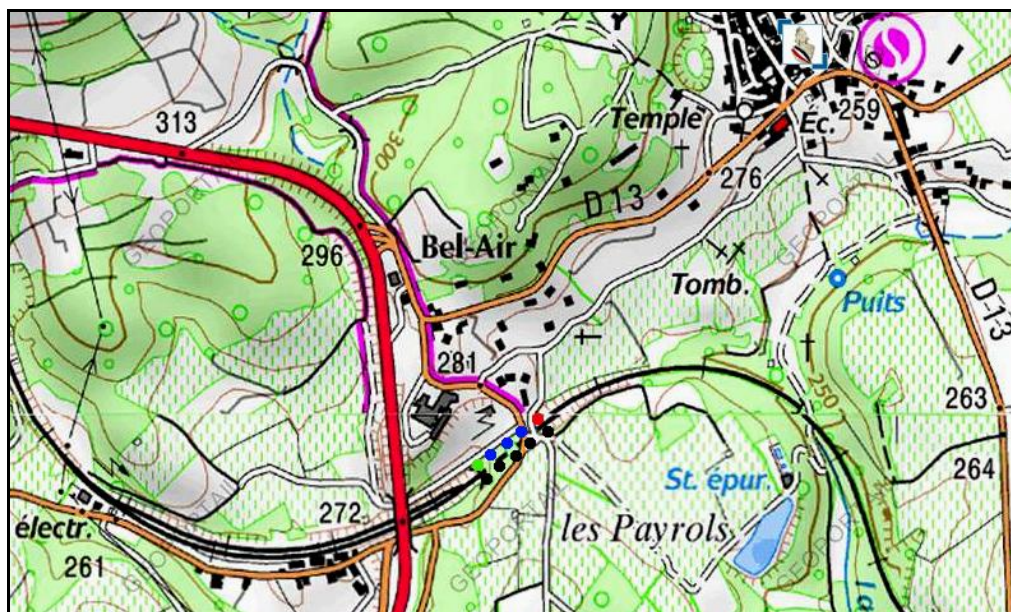 313
300
Temple
Éc.
259
276
D 13
Bel-Air
296
Tomb.
Puits
D 13
281
250
263
264
St. épur.
272
les Payrols
électr.
261
GEOPORTAIL